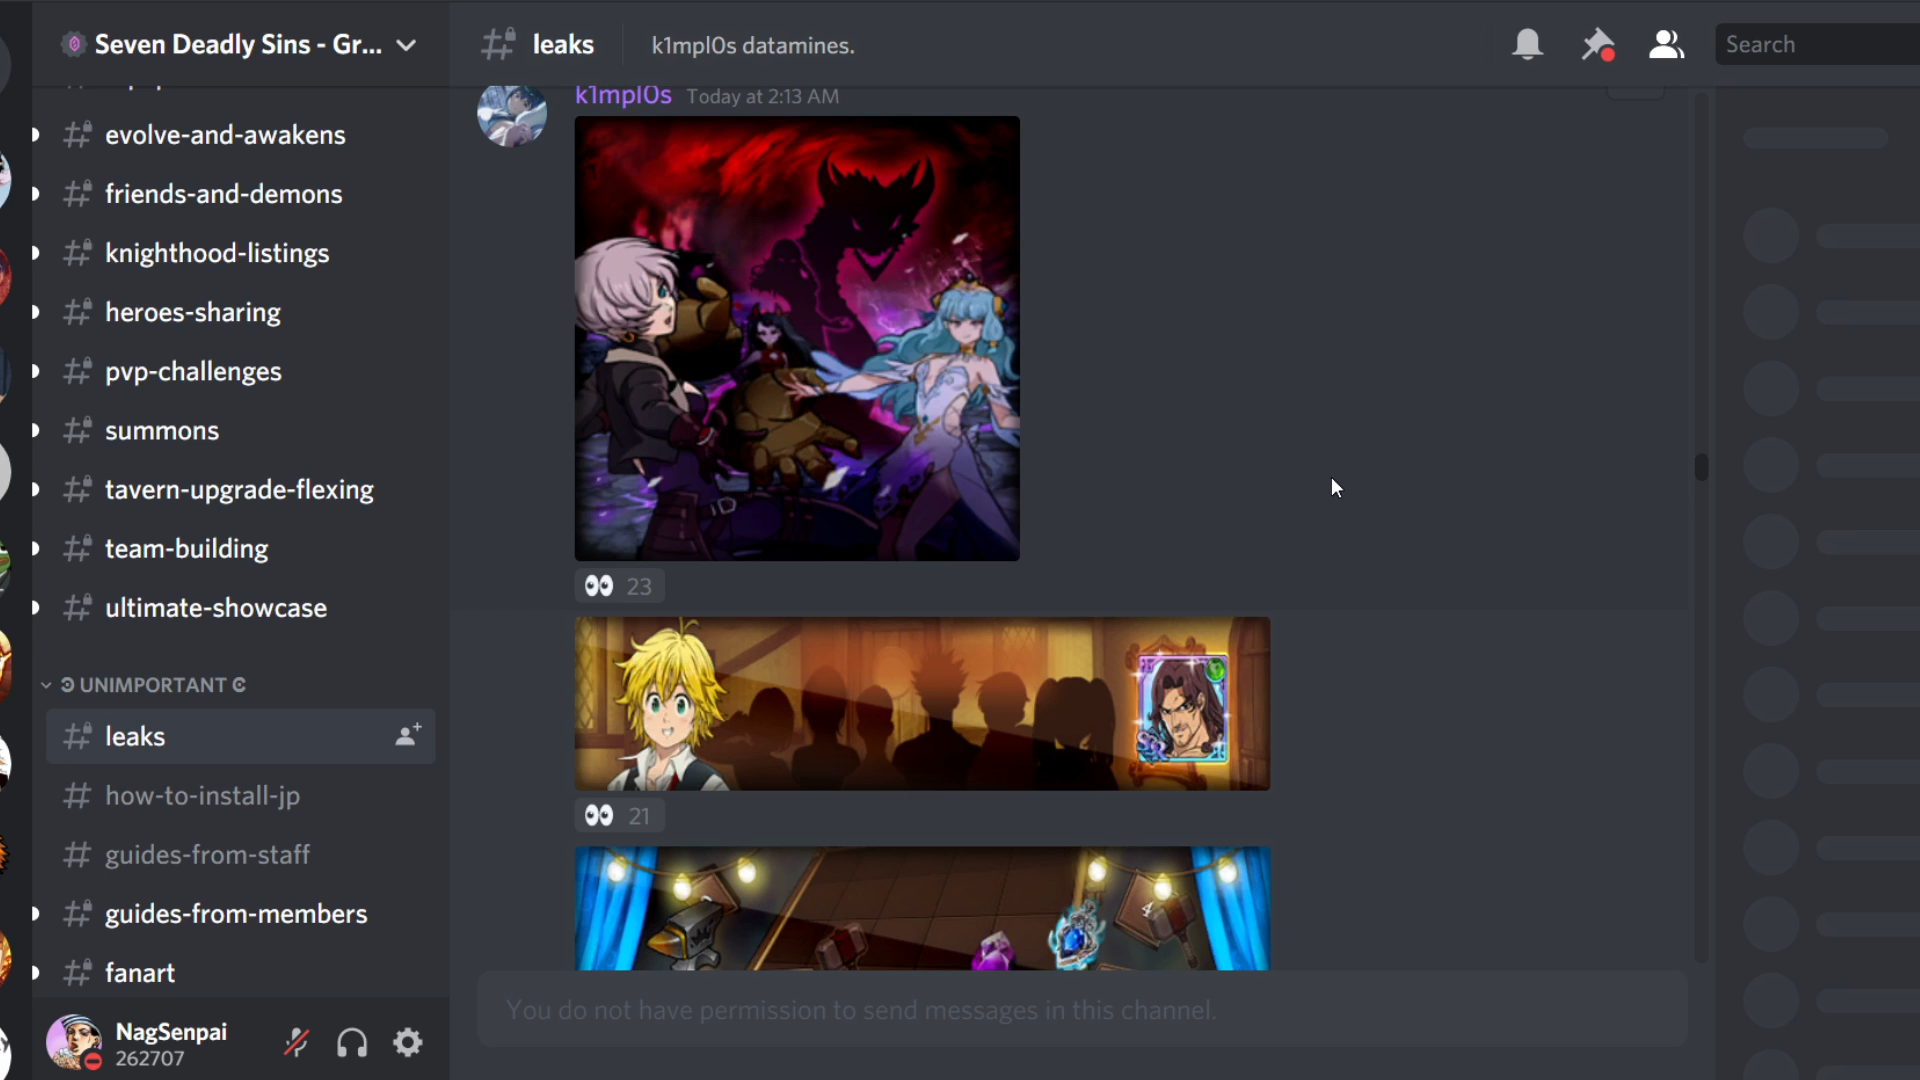 Seven Deadly Sins - Gr...
evolve-and-awakens
friends-and-demons
knighthood-listings
heroes-sharing
pvp-challenges
summons
tavern-upgrade-flexing
team-building
ultimate-showcase
UNIMPORTANT
leaks
how-to-install-jp
guides-from-staff
guides-from-members
fanart
NagSenpai
262707
leaks
k1mpl0s datamines.
Search
k1mpl0s Today at 2:13 AM
23
SSR
21
4
You do not have permission to send messages in this channel.